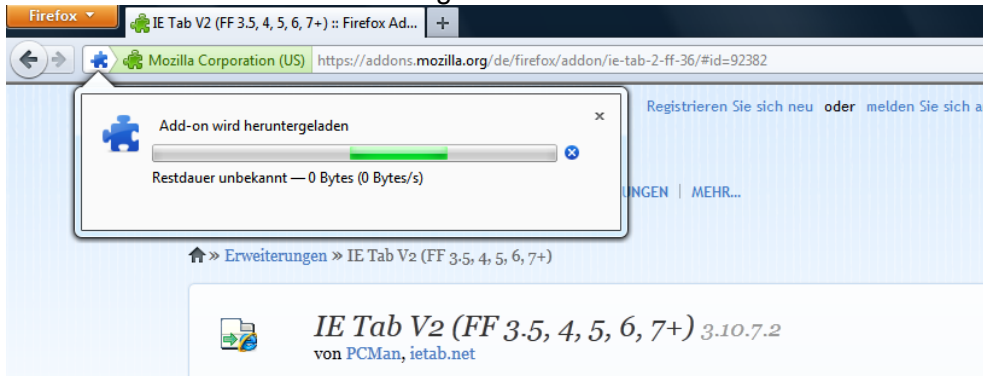 Firefox
IE Tab V2 (FF 3.5, 4, 5, 6, 7+) :: Firefox Ad...
Mozilla Corporation (US) https://addons.mozilla.org/de/firefox/addon/ie-tab-2-ff-36/#id=92382
Registrieren Sie sich neu oder melden Sie sich a
Add-on wird heruntergeladen
Restdauer unbekannt — 0 Bytes (0 Bytes/s)
UNGEN | MEHR...
» Erweiterungen » IE Tab V2 (FF 3.5, 4, 5, 6, 7+)
IE Tab V2 (FF 3.5, 4, 5, 6, 7+) 3.10.7.2
von PCMan, ietab.net